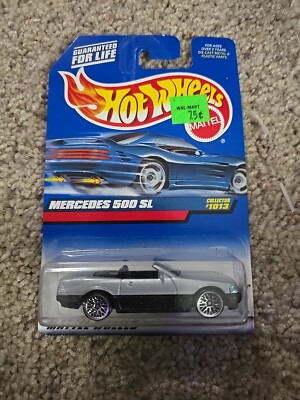 GUARANTEED
FOR LIFE
FOR AGES
OVER 3 YEARS
DIE CAST METAL &
PLASTIC PARTS.
Hot Wheels
WAL-MART
25¢
MATTEL
MERCEDES 500 SL
COLLECTOR
#1013